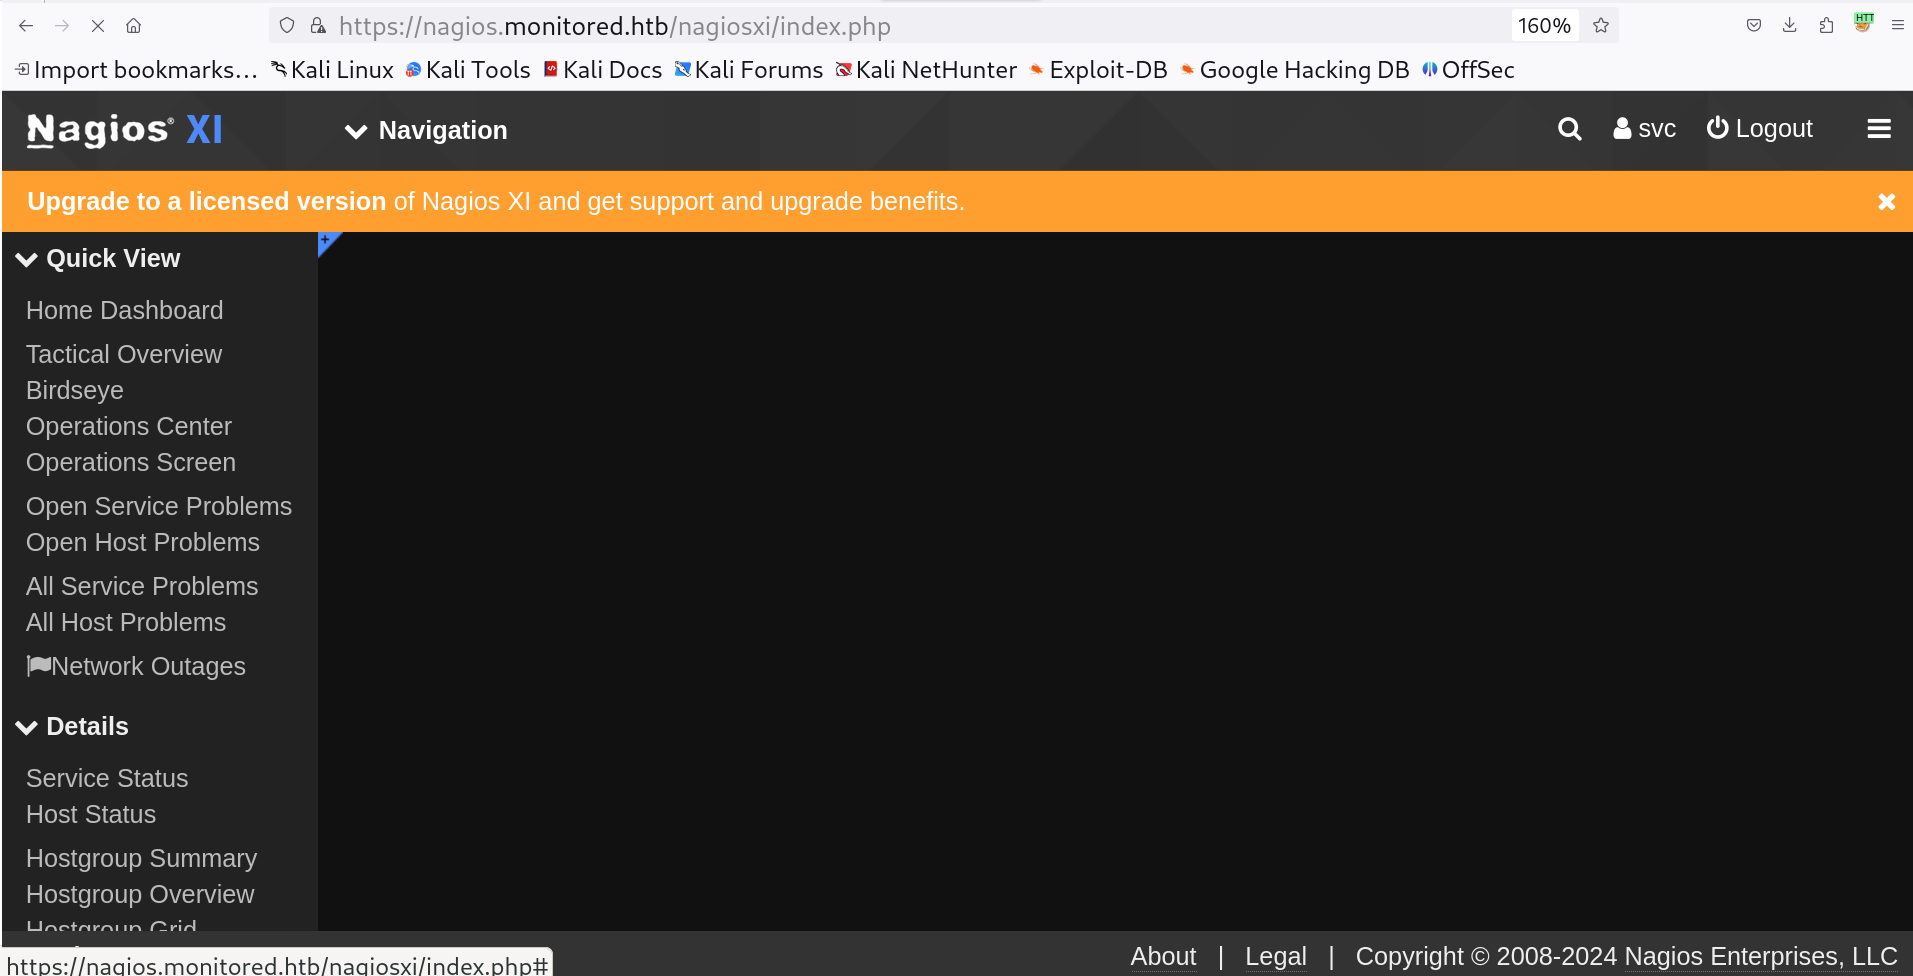 https://nagios.monitored.htb/nagiosxi/index.php 160% HTT
Import bookmarks... Kali Linux Kali Tools Kali Docs Kali Forums Kali NetHunter Exploit-DB Google Hacking DB OffSec
Nagios® XI Navigation svc Logout
Upgrade to a licensed version of Nagios XI and get support and upgrade benefits.
Quick View
Home Dashboard
Tactical Overview
Birdseye
Operations Center
Operations Screen
Open Service Problems
Open Host Problems
All Service Problems
All Host Problems
Network Outages
Details
Service Status
Host Status
Hostgroup Summary
Hostgroup Overview
Hostgroup Grid
About | Legal | Copyright © 2008-2024 Nagios Enterprises, LLC
https://nagios.monitored.htb/nagiosxi/index.php#